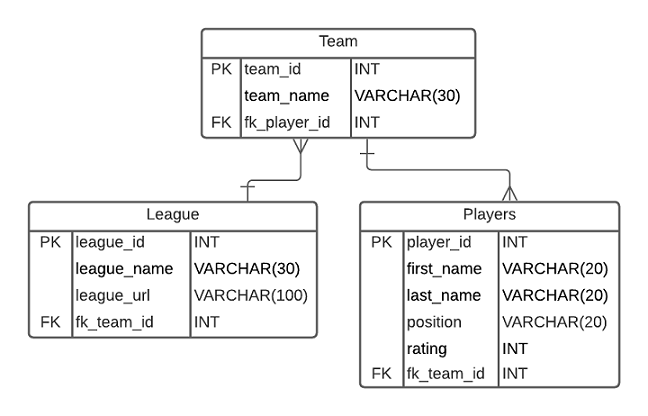 Team
PK team_id INT
team_name VARCHAR(30)
FK fk_player_id INT
League
PK league_id INT
league_name VARCHAR(30)
league_url VARCHAR(100)
FK fk_team_id INT
Players
PK player_id INT
first_name VARCHAR(20)
last_name VARCHAR(20)
position VARCHAR(20)
rating INT
FK fk_team_id INT